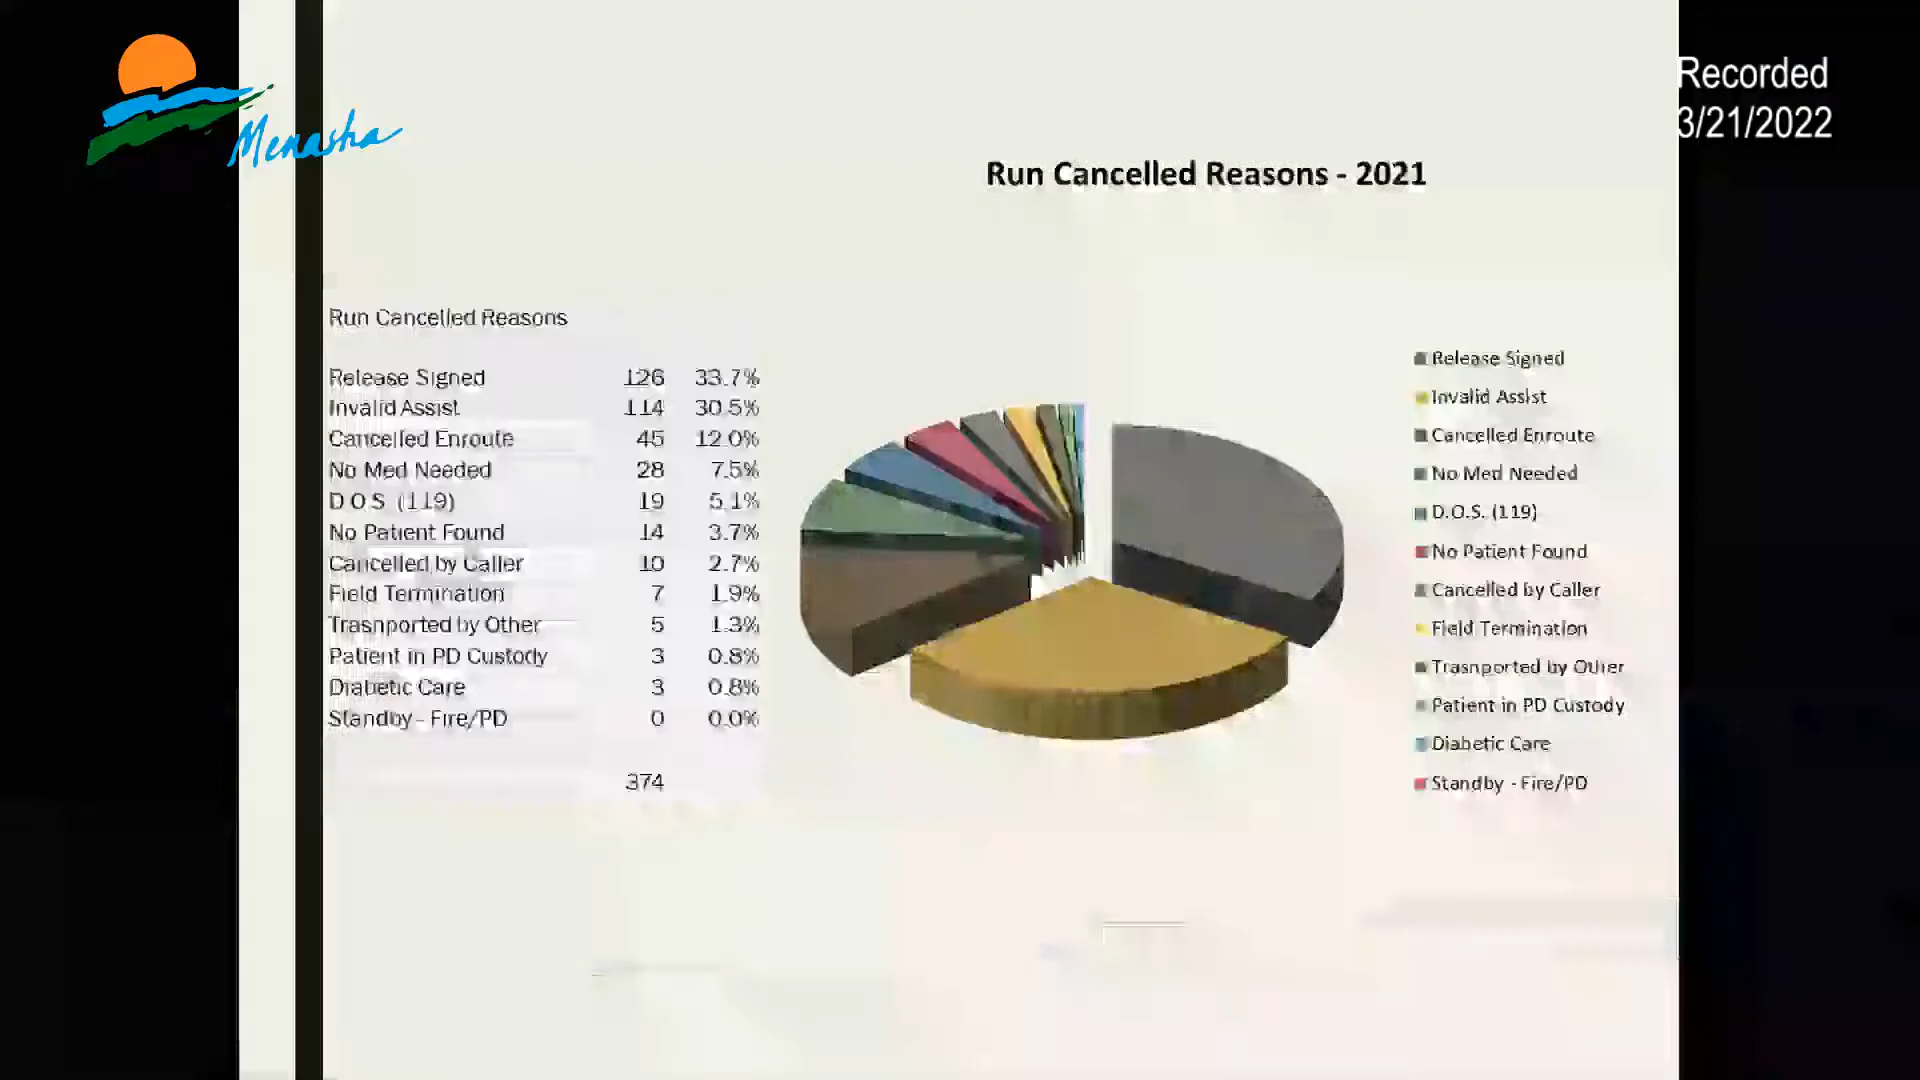 Menasha
Recorded
3/21/2022
Run Cancelled Reasons - 2021
Run Cancelled Reasons
Release Signed 126 33.7%
Invalid Assist 114 30.5%
Cancelled Enroute 45 12.0%
No Med Needed 28 7.5%
D.O.S. (119) 19 5.1%
No Patient Found 14 3.7%
Cancelled by Caller 10 2.7%
Field Termination 7 1.9%
Trasnported by Other 5 1.3%
Patient in PD Custody 3 0.8%
Diabetic Care 3 0.8%
Standby - Fire/PD 0 0.0%
374
Release Signed
Invalid Assist
Cancelled Enroute
No Med Needed
D.O.S. (119)
No Patient Found
Cancelled by Caller
Field Termination
Trasnported by Other
Patient in PD Custody
Diabetic Care
Standby - Fire/PD